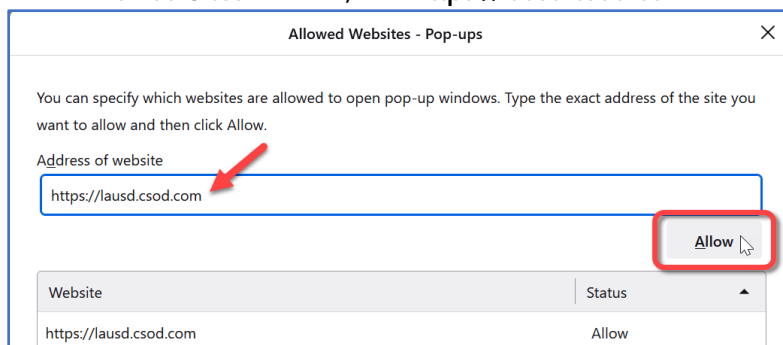 Allowed Websites - Pop-ups
You can specify which websites are allowed to open pop-up windows. Type the exact address of the site you
want to allow and then click Allow.
Address of website
https://lausd.csod.com
Allow
Website Status
https://lausd.csod.com Allow